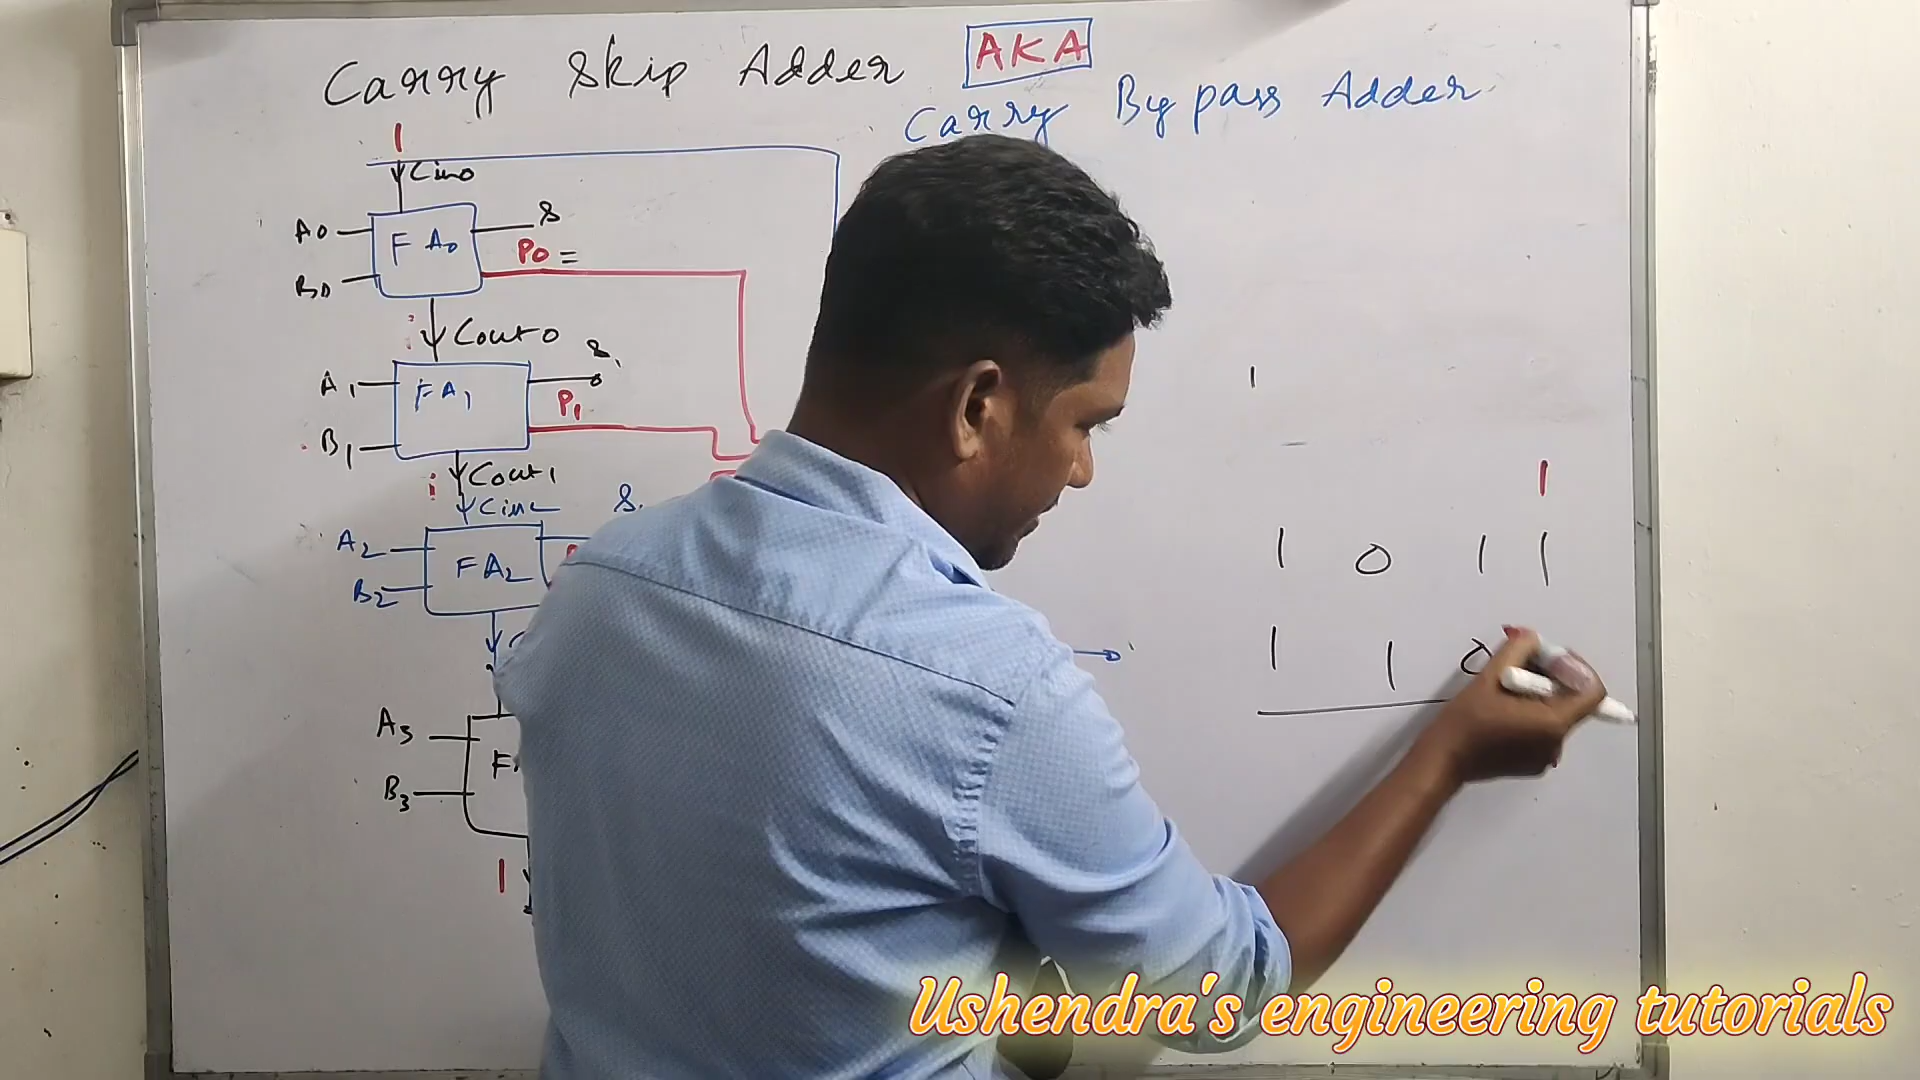 Carry Skip Adder AKA
Carry Bypass Adder
1
Cin0
A0 FA0 S
P0 =
B0
Cout0
A1 FA1 S1
P1
B1
Cout1
Cin2 S
A2 FA2
B2
A3
B3
1
1
1
1 0 1 1
1 1 0
Ushendra's engineering tutorials